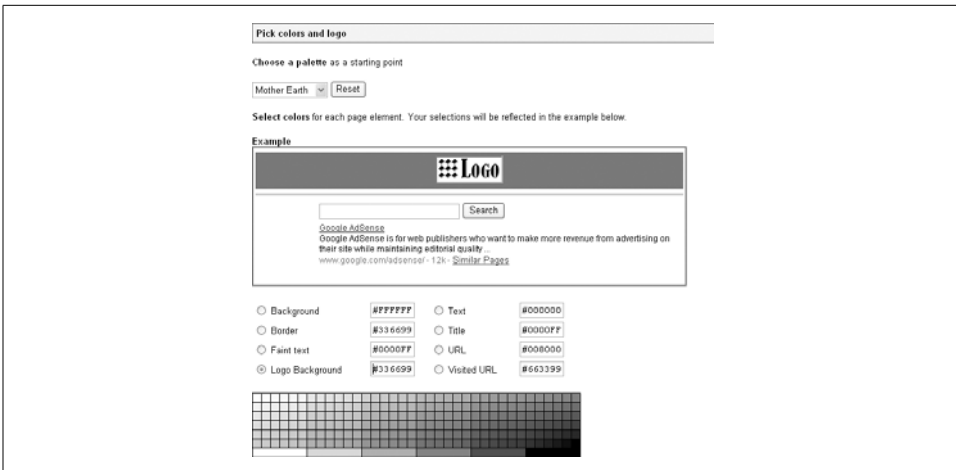 Pick colors and logo
Choose a palette as a starting point
Mother Earth Reset
Select colors for each page element. Your selections will be reflected in the example below.
Example
LOGO
Search
Google AdSense
Google AdSense is for web publishers who want to make more revenue from advertising on
their site while maintaining editorial quality ...
www.google.com/adsense/ - 12k - Similar Pages
Background #FFFFFF Text #000000
Border #336699 Title #0000FF
Faint text #0000FF URL #008000
Logo Background #336699 Visited URL #663399